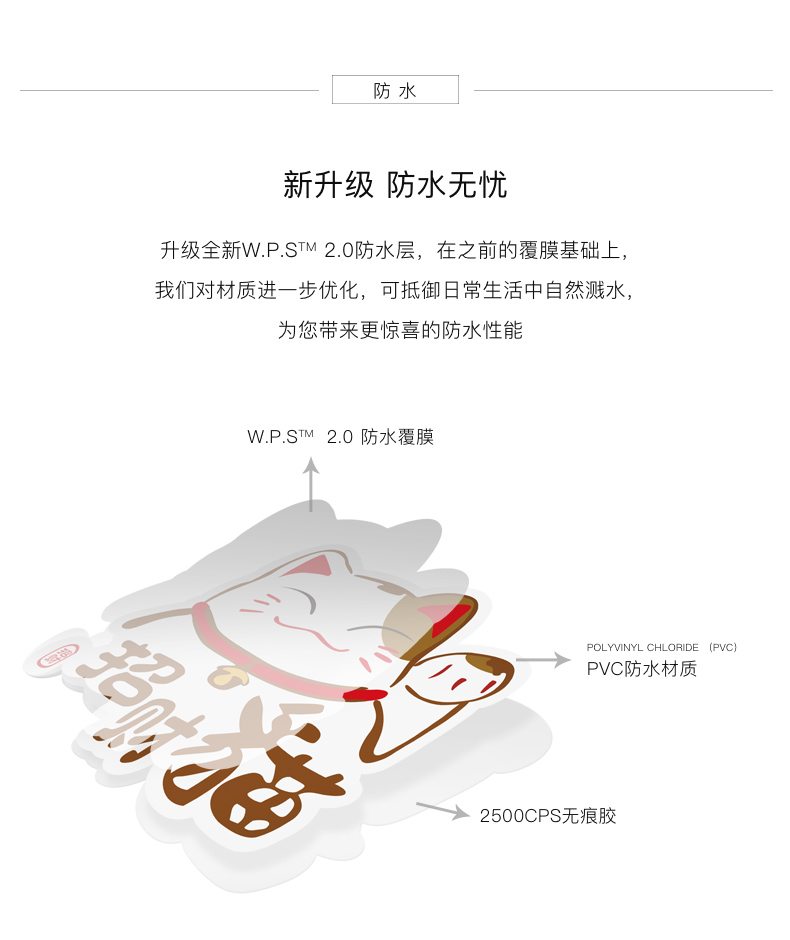 防水
新升级 防水无忧
升级全新W.P.S™ 2.0防水层，在之前的覆膜基础上，
我们对材质进一步优化，可抵御日常生活中自然溅水，
为您带来更惊喜的防水性能
W.P.S™ 2.0 防水覆膜
POLYVINYL CHLORIDE （PVC）
PVC防水材质
招财猫
2500CPS无痕胶